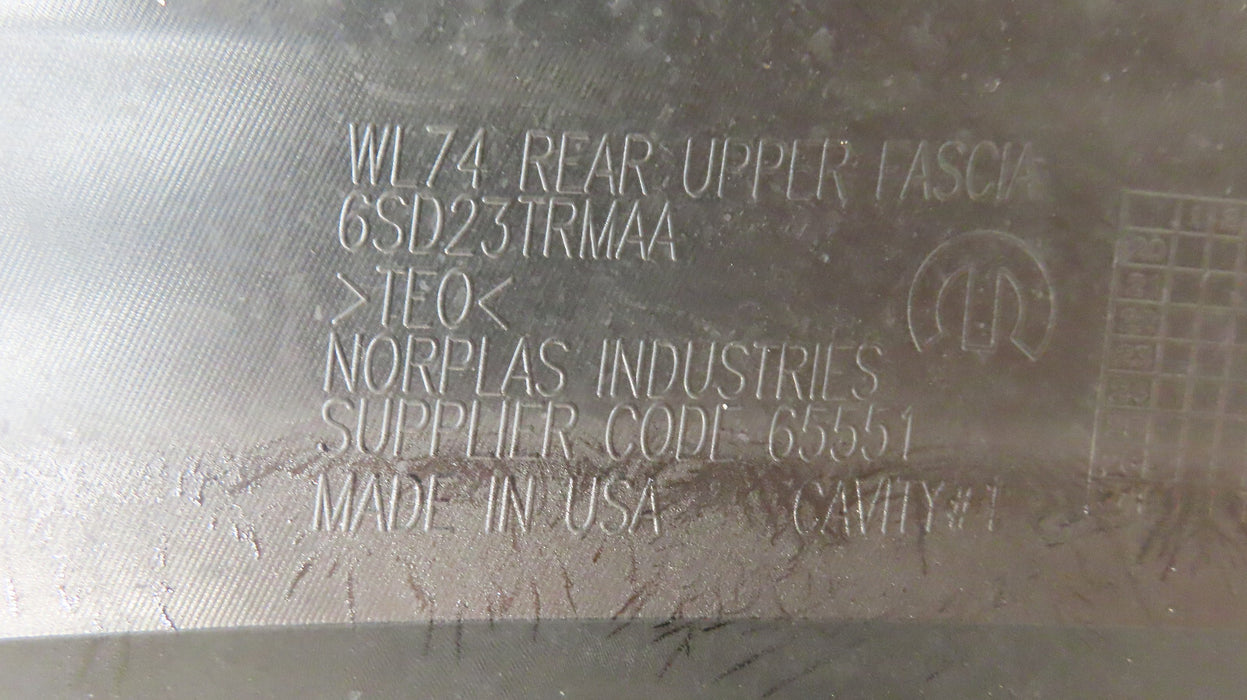 WL74 REAR UPPER FASCIA
6SD23TRMAA
>TEO<
NORPLAS INDUSTRIES
SUPPLIER CODE 65551
MADE IN USA CAVITY#1